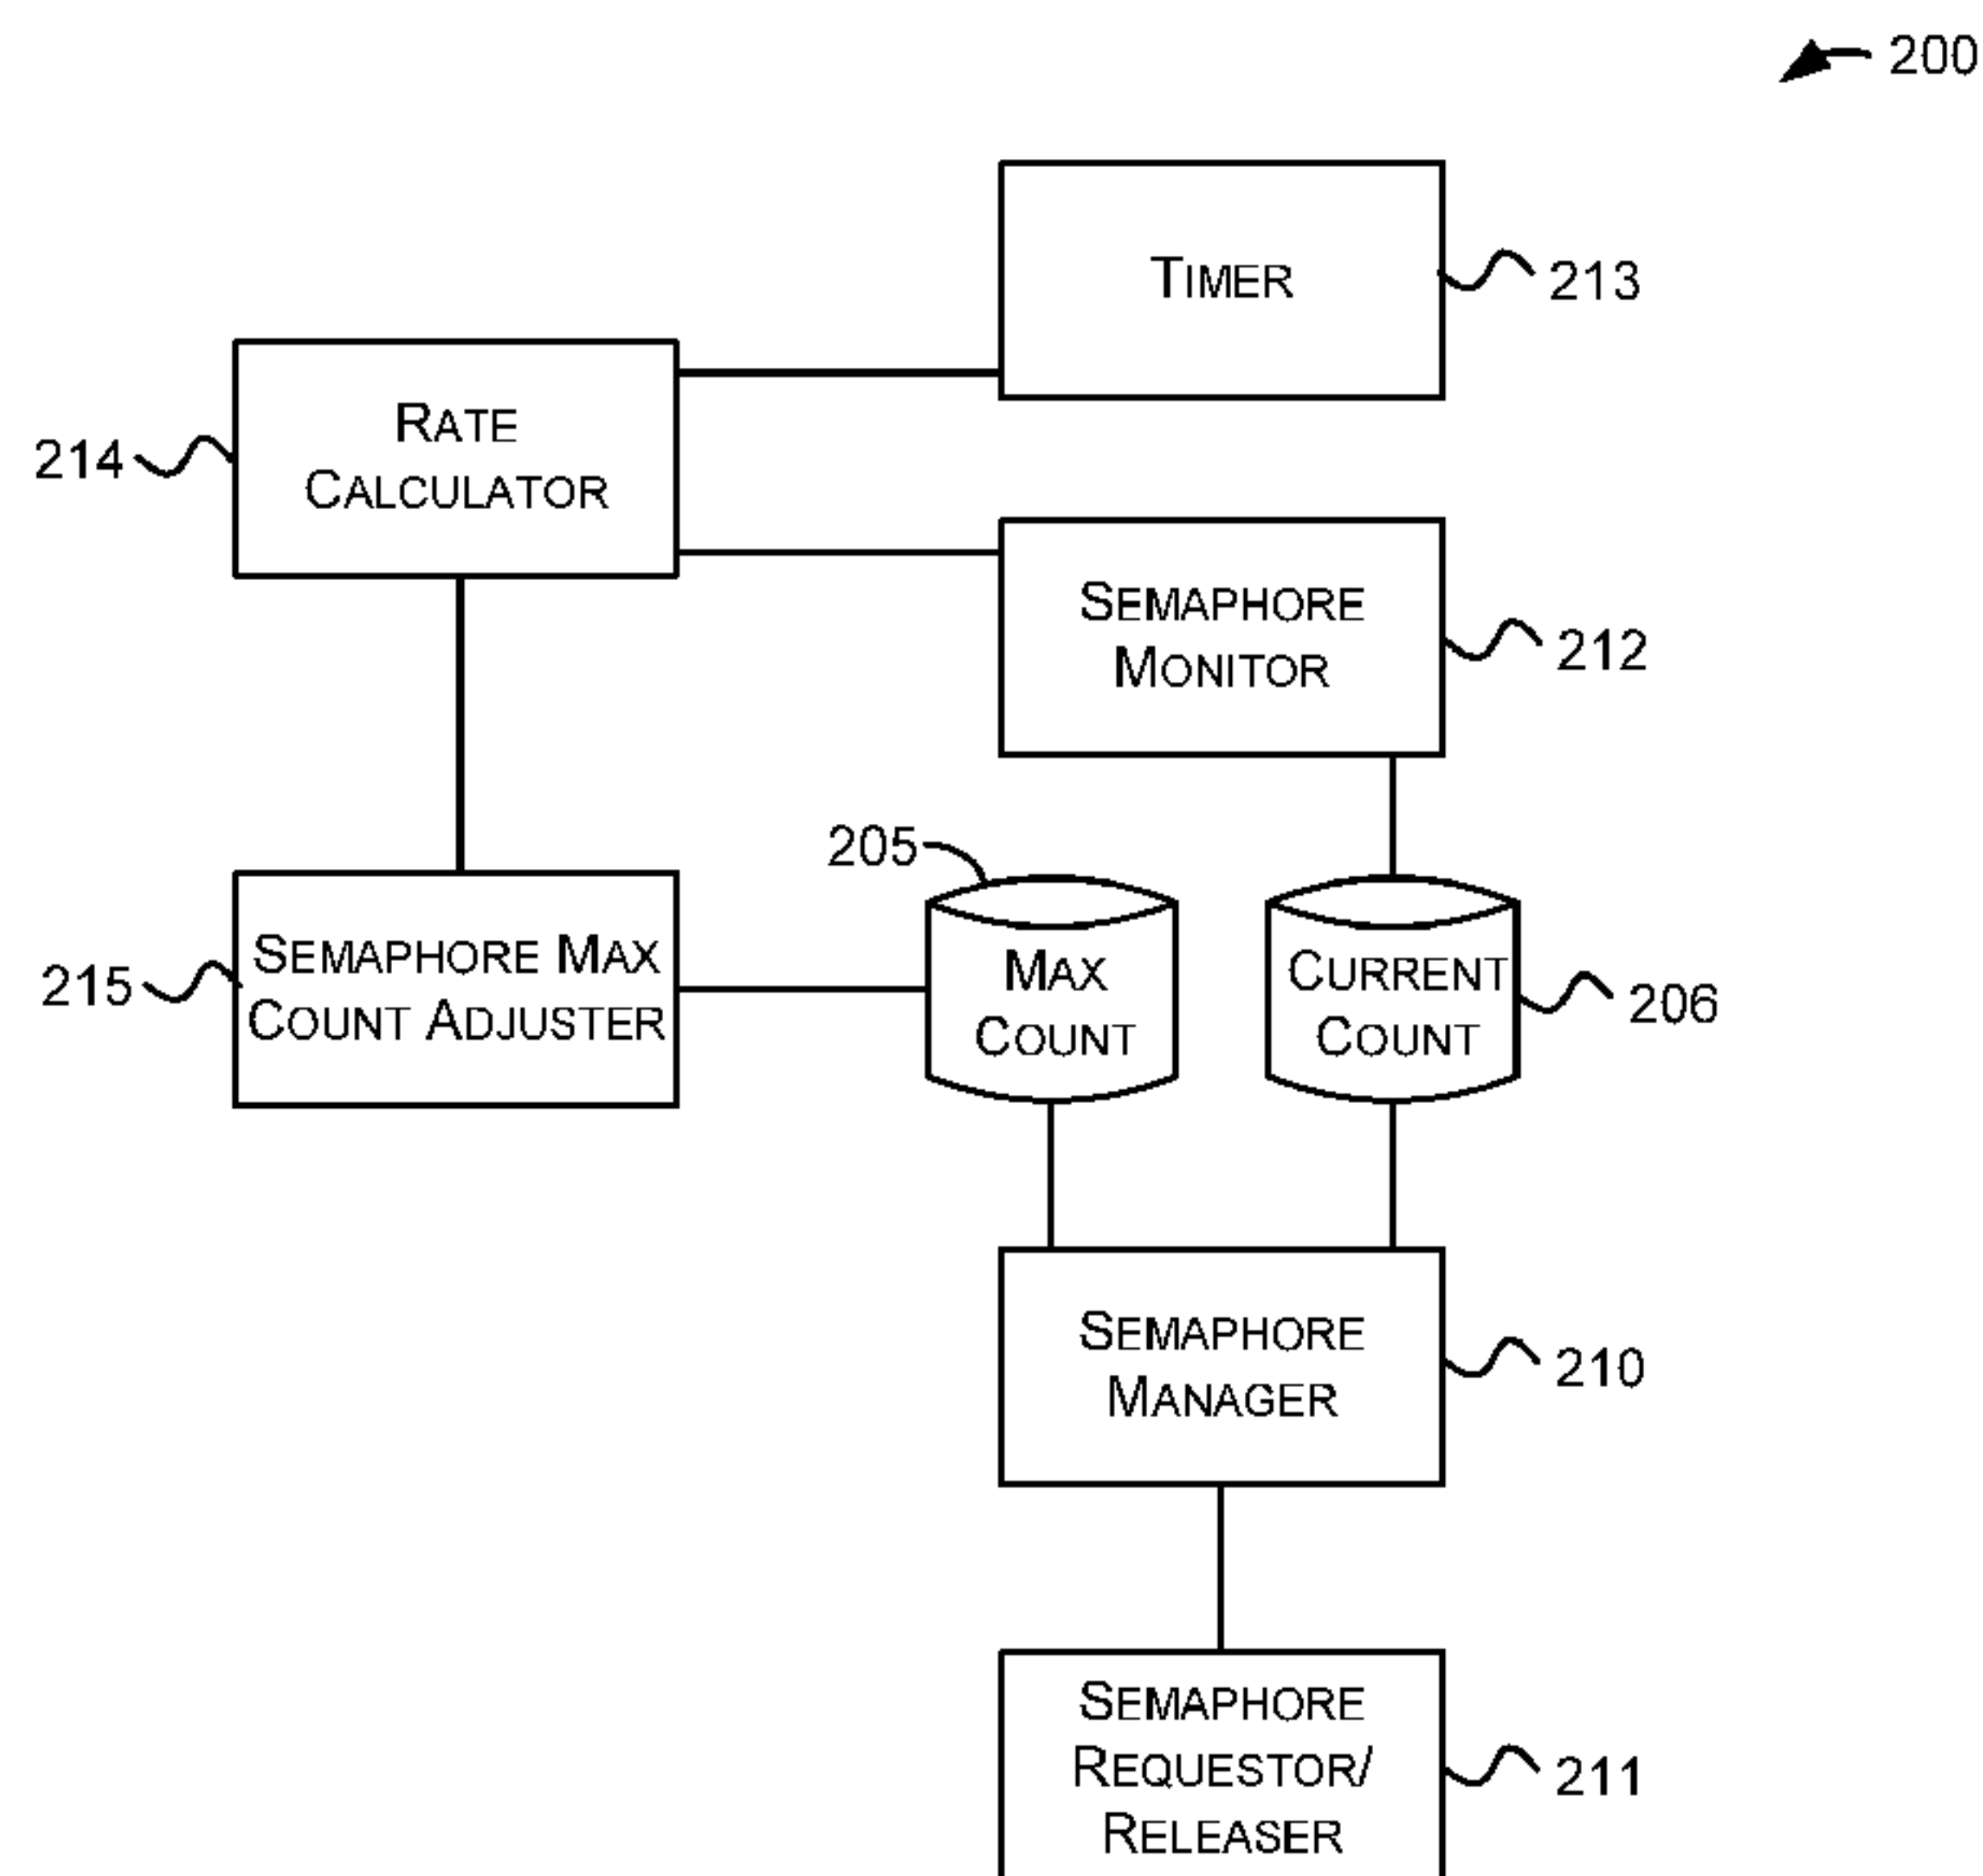 200
TIMER
213
RATE
CALCULATOR
214
SEMAPHORE
MONITOR
212
205
SEMAPHORE MAX
COUNT ADJUSTER
215
MAX
COUNT
CURRENT
COUNT
206
SEMAPHORE
MANAGER
210
SEMAPHORE
REQUESTOR/
RELEASER
211